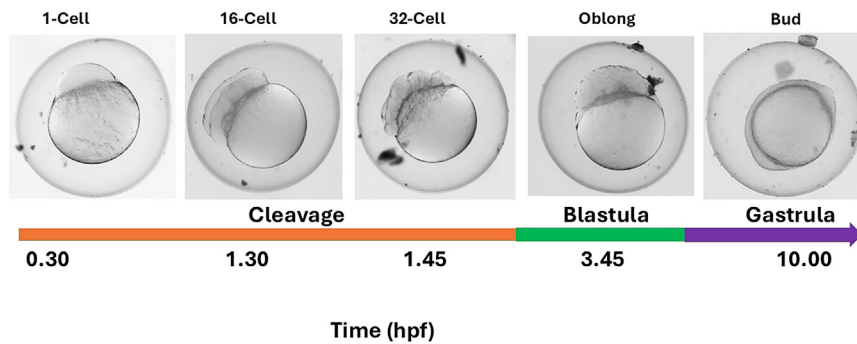 1-Cell 16-Cell 32-Cell Oblong Bud
Cleavage Blastula Gastrula
0.30 1.30 1.45 3.45 10.00
Time (hpf)